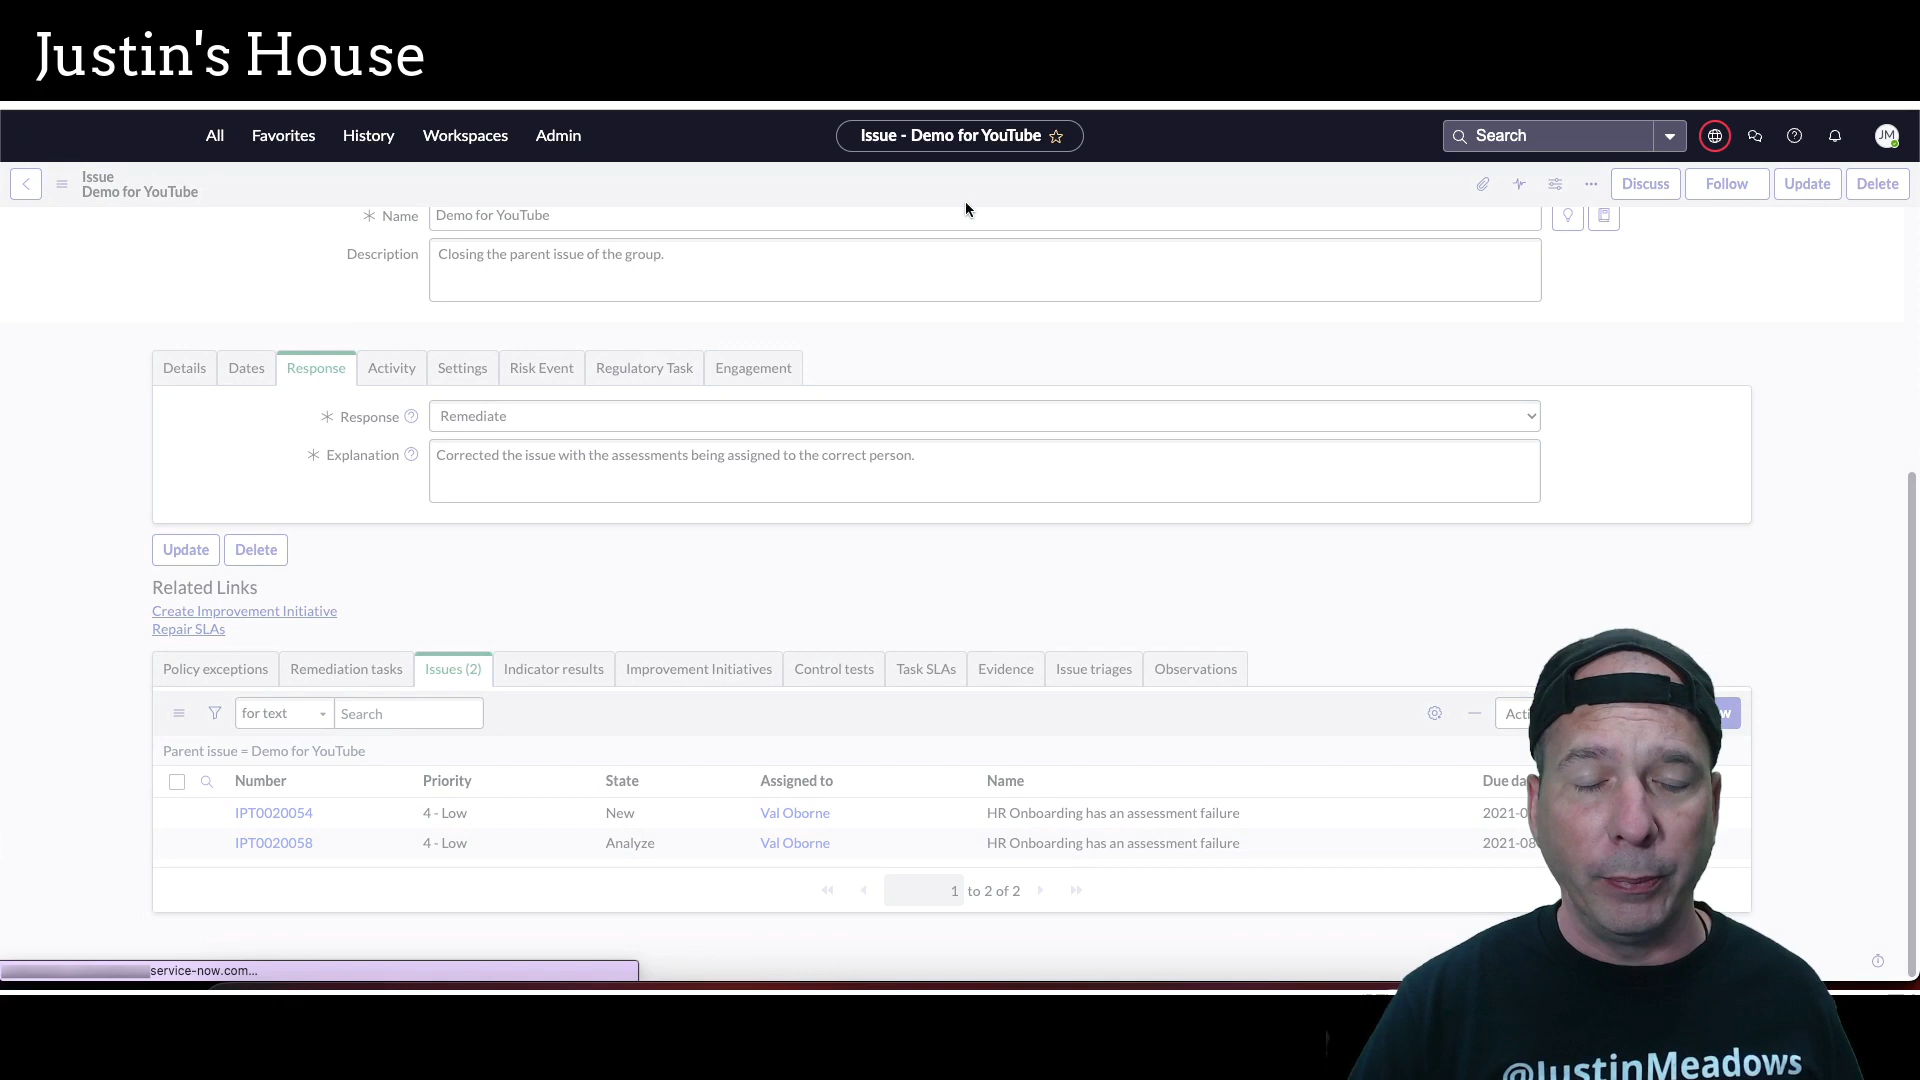 Justin's House
All Favorites History Workspaces Admin Issue - Demo for YouTube Search JM
Issue
Demo for YouTube
Discuss Follow Update Delete
Name Demo for YouTube
Description Closing the parent issue of the group.
Details Dates Response Activity Settings Risk Event Regulatory Task Engagement
Response Remediate
Explanation Corrected the issue with the assessments being assigned to the correct person.
Update Delete
Related Links
Create Improvement Initiative
Repair SLAs
Policy exceptions Remediation tasks Issues (2) Indicator results Improvement Initiatives Control tests Task SLAs Evidence Issue triages Observations
for text Search
Parent issue = Demo for YouTube
Number Priority State Assigned to Name Due
IPT0020054 4 - Low New Val Oborne HR Onboarding has an assessment failure
IPT0020058 4 - Low Analyze Val Oborne HR Onboarding has an assessment failure
1 to 2 of 2
service-now.com...
@JustinMeadows